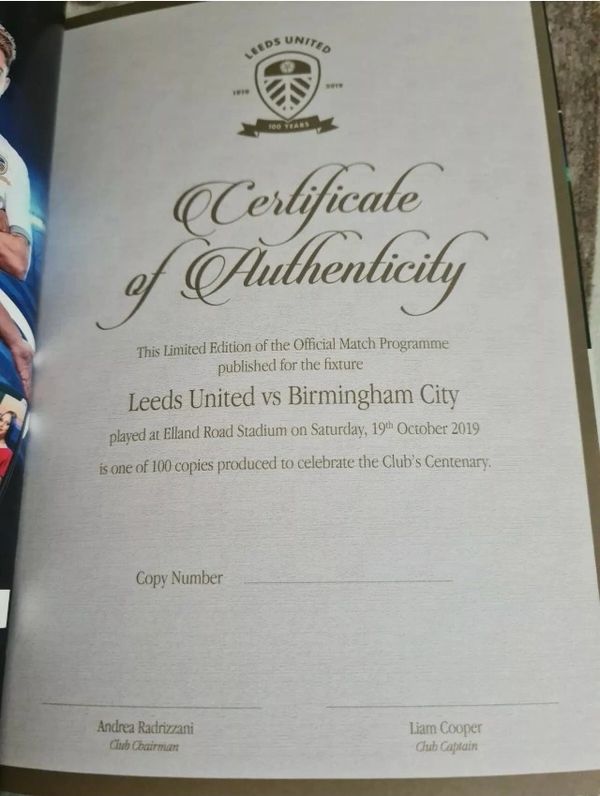 LEEDS UNITED
1919 2019
100 YEARS
Certificate
of Authenticity
This Limited Edition of the Official Match Programme
published for the fixture
Leeds United vs Birmingham City
played at Elland Road Stadium on Saturday, 19th October 2019
is one of 100 copies produced to celebrate the Club's Centenary.
Copy Number
Andrea Radrizzani
Club Chairman
Liam Cooper
Club Captain